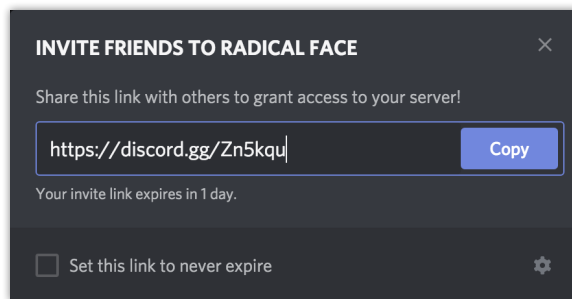 INVITE FRIENDS TO RADICAL FACE
Share this link with others to grant access to your server!
https://discord.gg/Zn5kqu
Copy
Your invite link expires in 1 day.
Set this link to never expire